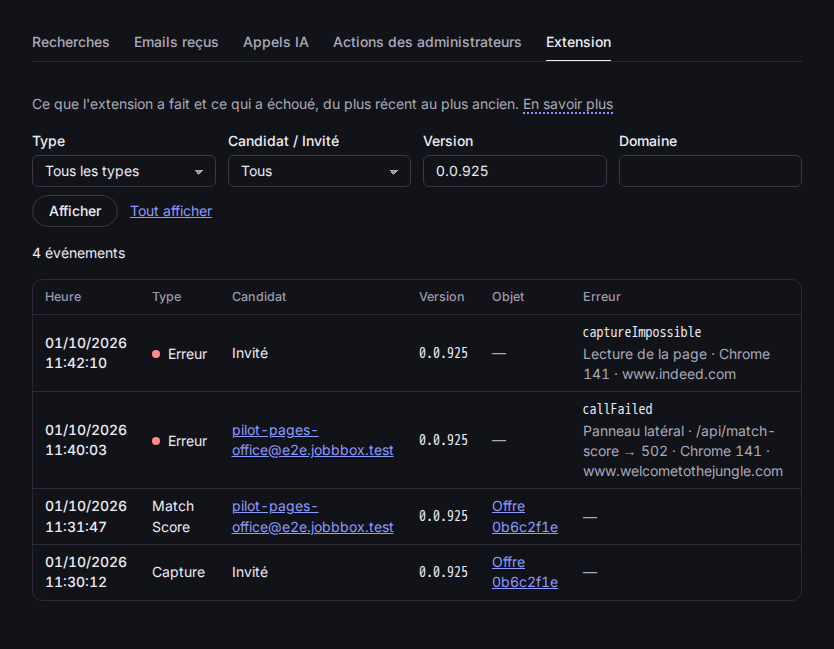 Recherches Emails reçus Appels IA Actions des administrateurs Extension
Ce que l'extension a fait et ce qui a échoué, du plus récent au plus ancien. En savoir plus
Type Candidat / Invité Version Domaine
Tous les types Tous 0.0.925
Afficher Tout afficher
4 événements
Heure Type Candidat Version Objet Erreur
01/10/2026 11:42:10 Erreur Invité 0.0.925 — captureImpossible
Lecture de la page · Chrome
141 · www.indeed.com
01/10/2026 11:40:03 Erreur pilot-pages-office@e2e.jobbbox.test 0.0.925 — callFailed
Panneau latéral · /api/match-
score → 502 · Chrome 141 ·
www.welcometothejungle.com
01/10/2026 11:31:47 Match Score pilot-pages-office@e2e.jobbbox.test 0.0.925 Offre 0b6c2f1e —
01/10/2026 11:30:12 Capture Invité 0.0.925 Offre 0b6c2f1e —